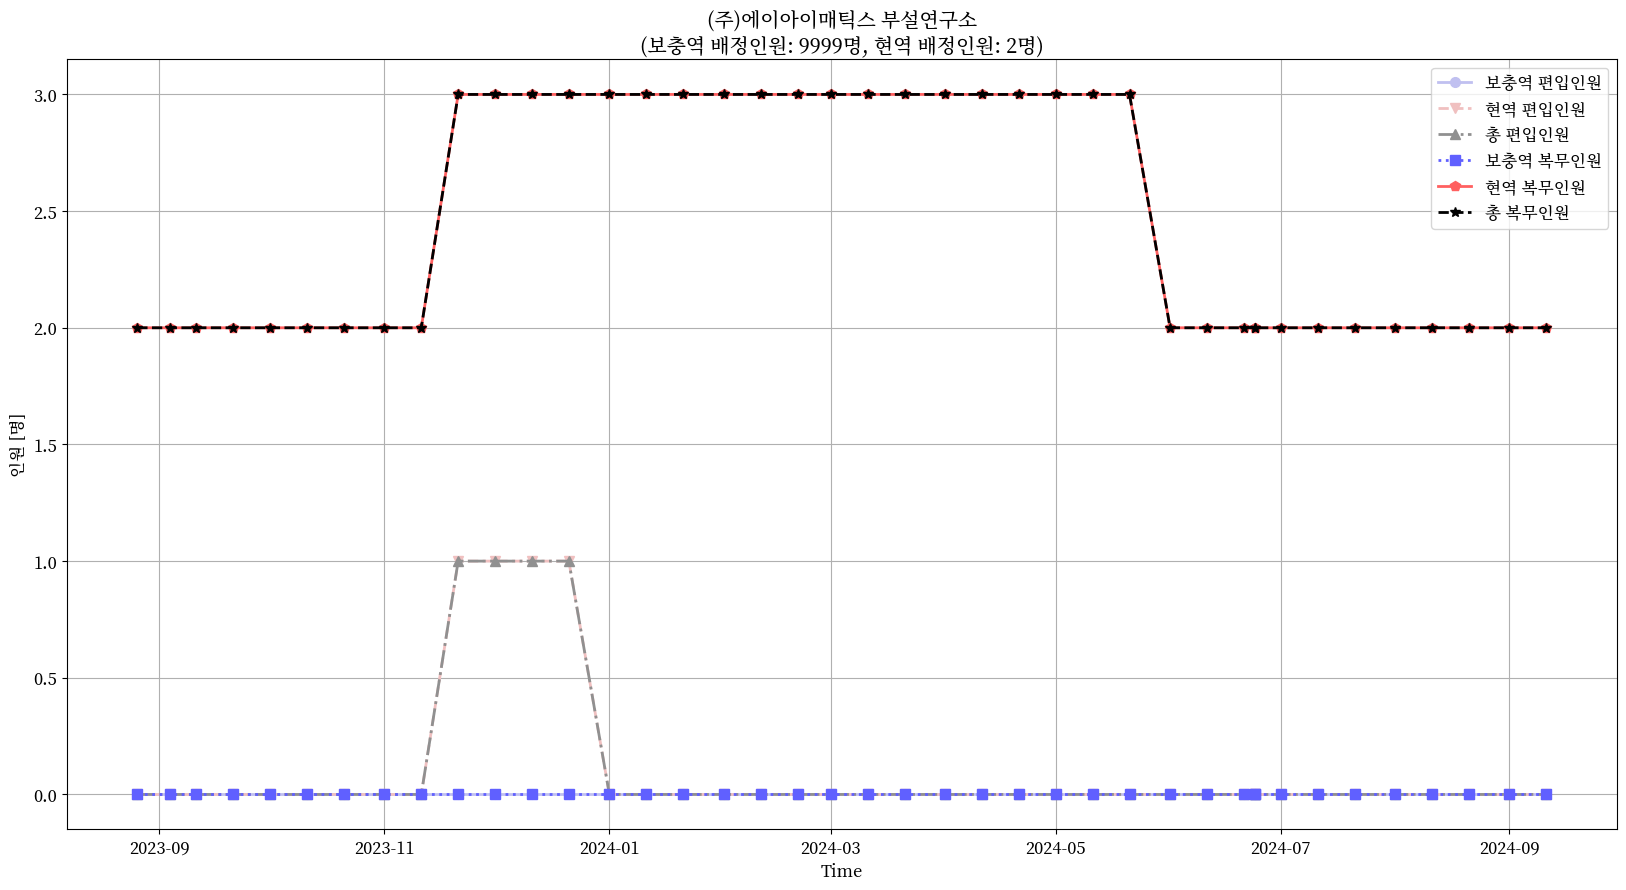 (주)에이아이매틱스 부설연구소
(보충역 배정인원: 9999명, 현역 배정인원: 2명)
3.0
2.5
2.0
1.5
1.0
0.5
0.0
인원 [명]
보충역 편입인원
현역 편입인원
총 편입인원
보충역 복무인원
현역 복무인원
총 복무인원
2023-09
2023-11
2024-01
2024-03
2024-05
2024-07
2024-09
Time